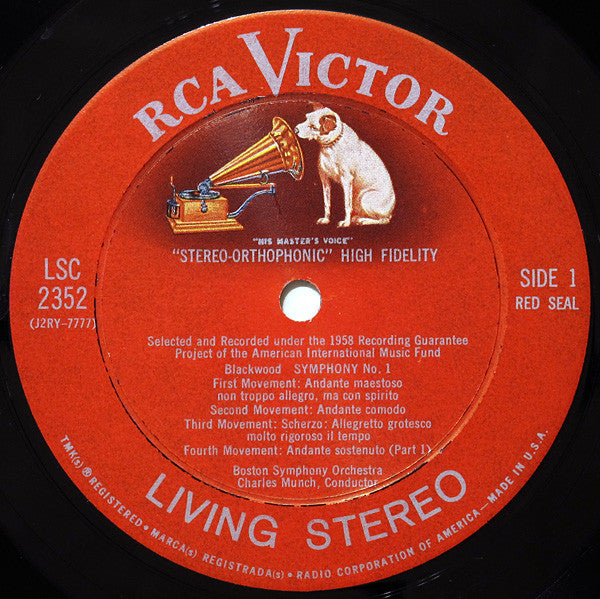 RCA VICTOR
"HIS MASTER'S VOICE"
"STEREO-ORTHOPHONIC" HIGH FIDELITY
LSC
2352
(J2RY-7777)
SIDE 1
RED SEAL
Selected and Recorded under the 1958 Recording Guarantee
Project of the American International Music Fund
Blackwood SYMPHONY No. 1
First Movement: Andante maestoso
non troppo allegro, ma con spirito
Second Movement: Andante comodo
Third Movement: Scherzo: Allegretto grotesco
molto rigoroso il tempo
Fourth Movement: Andante sostenuto (Part 1)
Boston Symphony Orchestra
Charles Munch, Conductor
LIVING STEREO
TMK(s) ® REGISTERED • MARCA(s) REGISTRADA(s) • RADIO CORPORATION OF AMERICA—MADE IN U.S.A.